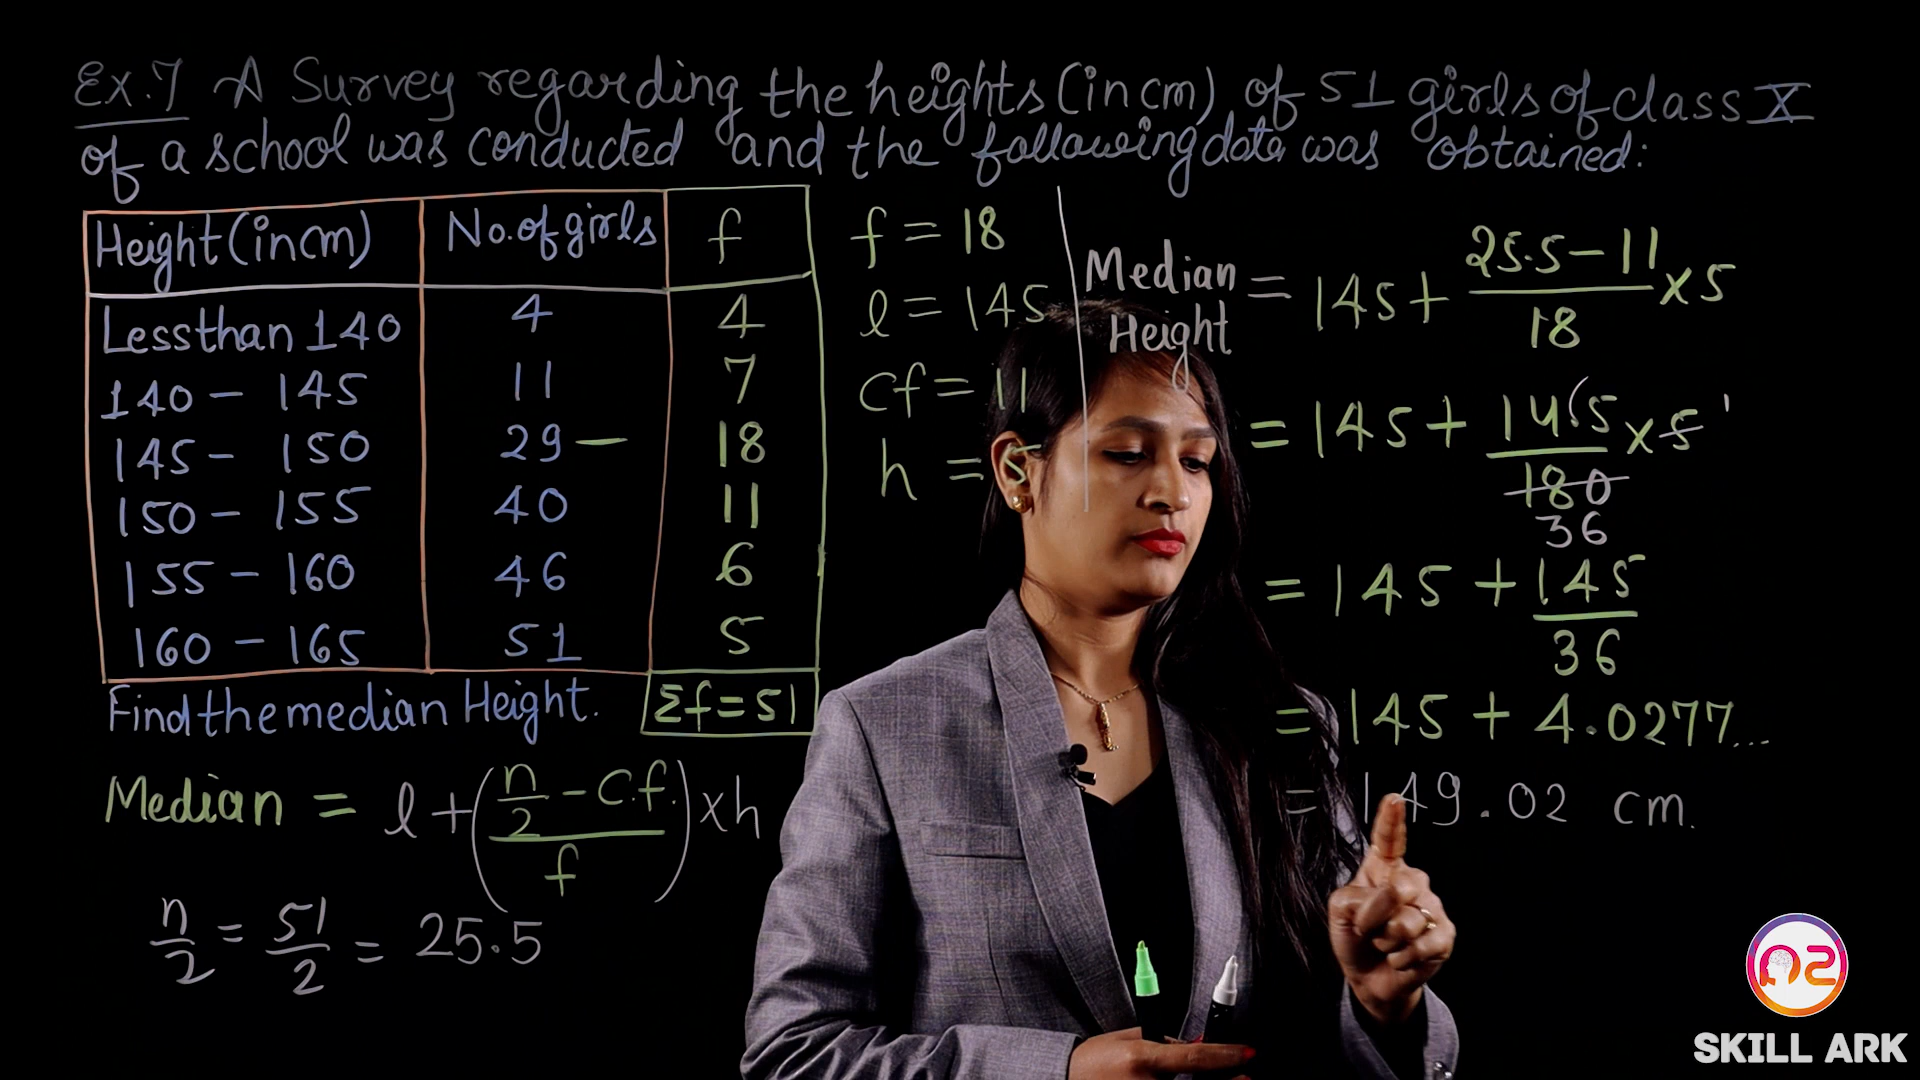 Ex.7 A Survey regarding the heights (in cm) of 51 girls of class X
of a school was conducted and the following data was obtained:
Height (in cm) No. of girls f
Less than 140 4 4
140 - 145 11 7
145 - 150 29 — 18
150 - 155 40 11
155 - 160 46 6
160 - 165 51 5
Find the median Height. Σf = 51
Median = l + ( (n/2 - c.f.) / f ) x h
n/2 = 51/2 = 25.5
f = 18
l = 145
cf = 11
h = 5
Median Height = 145 + (25.5 - 11)/18 x 5
= 145 + 14.5/180 x 5 1
36
= 145 + 145/36
= 145 + 4.0277...
= 149.02 cm.
SKILL ARK